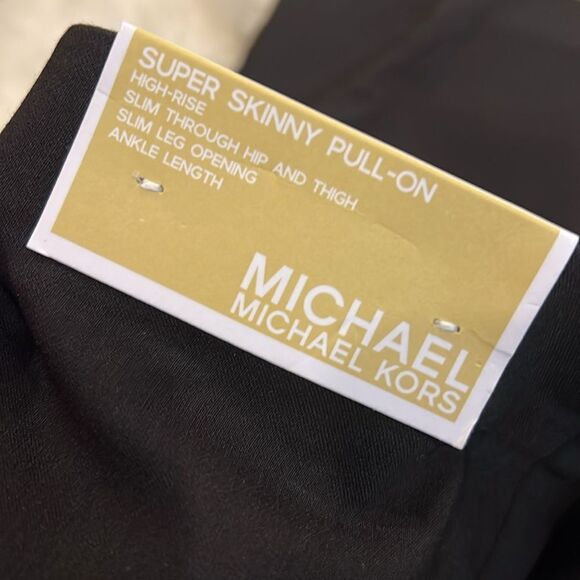 SUPER SKINNY PULL-ON
HIGH-RISE
SLIM THROUGH HIP AND THIGH
SLIM LEG OPENING
ANKLE LENGTH
MICHAEL
MICHAEL KORS